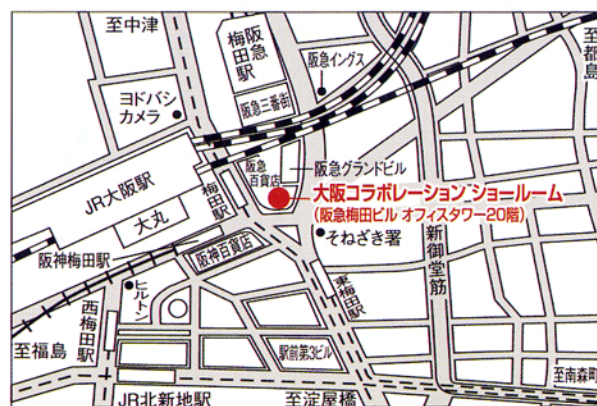 至中津
阪急
梅田駅
阪急イングス
至都島
阪急三番街
ヨドバシ
カメラ
阪急
百貨店
阪急グランドビル
JR大阪駅
梅田駅
大阪コラボレーション ショールーム
(阪急梅田ビル オフィスタワー20階)
大丸
そねざき署
新御堂筋
阪神梅田駅
阪神百貨店
ヒルトン
東梅田駅
西梅田駅
至福島
駅前第3ビル
至南森町
JR北新地駅
至淀屋橋